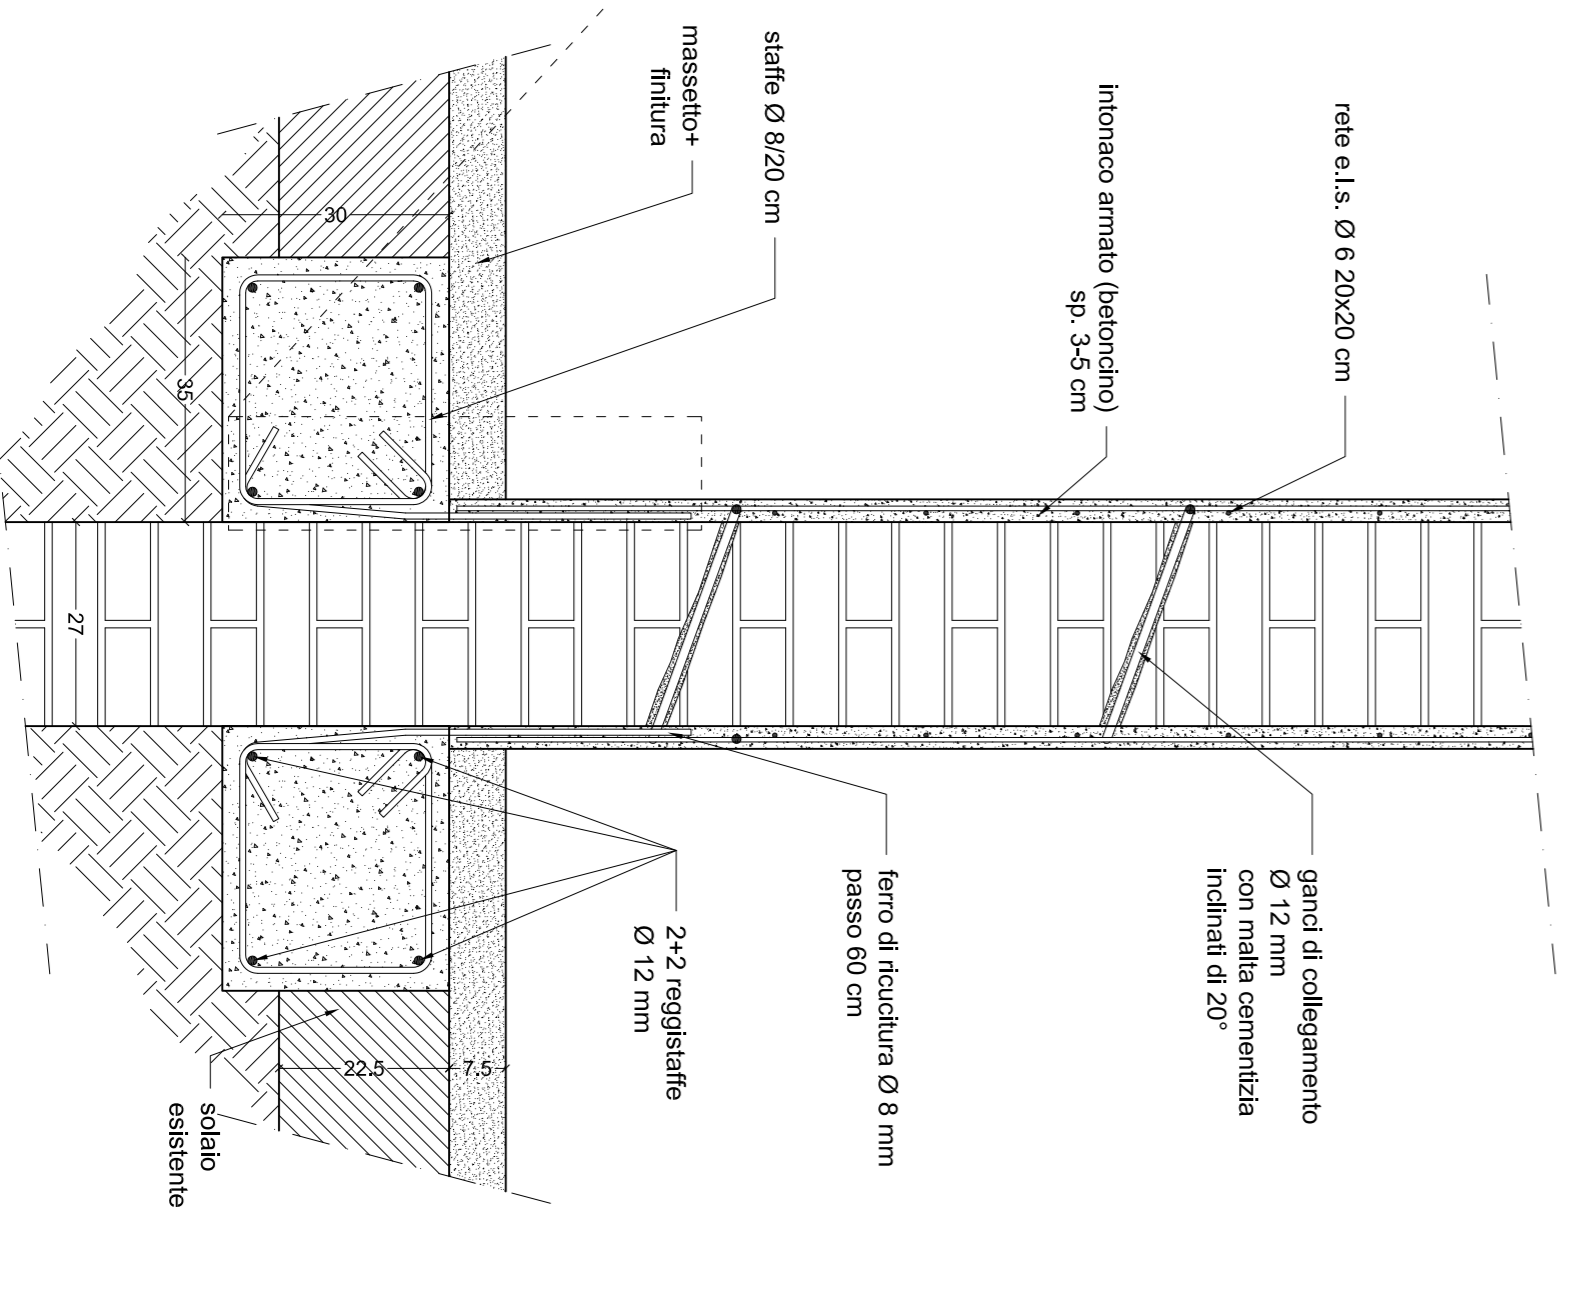 rete e.l.s. Ø 6 20x20 cm
intonaco armato (betoncino)
sp. 3-5 cm
staffe Ø 8/20 cm
massetto+
finitura
30
35
27
ganci di collegamento
Ø 12 mm
con malta cementizia
inclinati di 20°
ferro di ricucitura Ø 8 mm
passo 60 cm
2+2 reggistaffe
Ø 12 mm
7.5
22.5
solaio
esistente